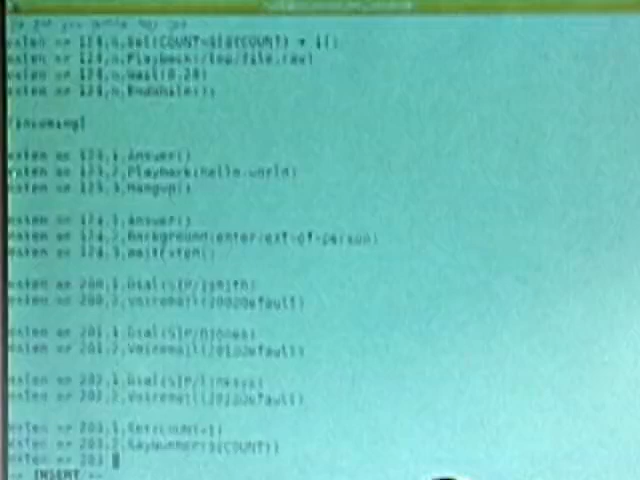 exten => 124,n,Set(COUNT=$[${COUNT} + 1])
exten => 124,n,Playback(/tmp/file.raw)
exten => 124,n,Wait(0.20)
exten => 124,n,EndWhile()
[incoming]
exten => 123,1,Answer()
exten => 123,2,Playback(hello-world)
exten => 123,3,Hangup()
exten => 124,1,Answer()
exten => 124,2,Background(enter-ext-of-person)
exten => 124,3,WaitExten()
exten => 200,1,Dial(SIP/jsmith)
exten => 200,2,Voicemail(200@default)
exten => 201,1,Dial(SIP/bjones)
exten => 201,2,Voicemail(201@default)
exten => 202,1,Dial(SIP/linksys)
exten => 202,2,Voicemail(202@default)
exten => 203,1,Set(COUNT=1)
exten => 203,2,SayNumber(${COUNT})
exten => 203
-- INSERT --